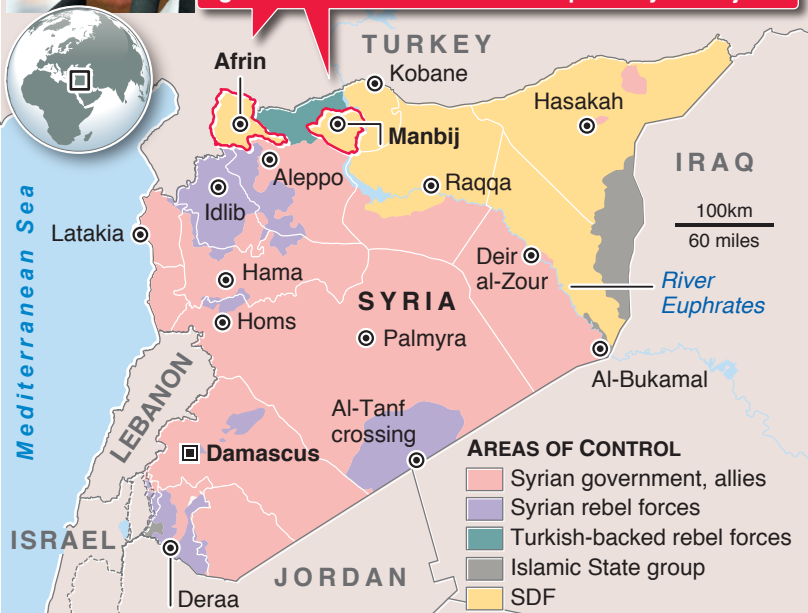 TURKEY
Afrin
Kobane
Hasakah
Manbij
IRAQ
Aleppo
Raqqa
Idlib
100km
60 miles
Latakia
Mediterranean Sea
Deir
al-Zour
Hama
River
Euphrates
SYRIA
Homs
Palmyra
LEBANON
Al-Bukamal
Al-Tanf
crossing
Damascus
AREAS OF CONTROL
Syrian government, allies
Syrian rebel forces
Turkish-backed rebel forces
Islamic State group
SDF
ISRAEL
JORDAN
Deraa